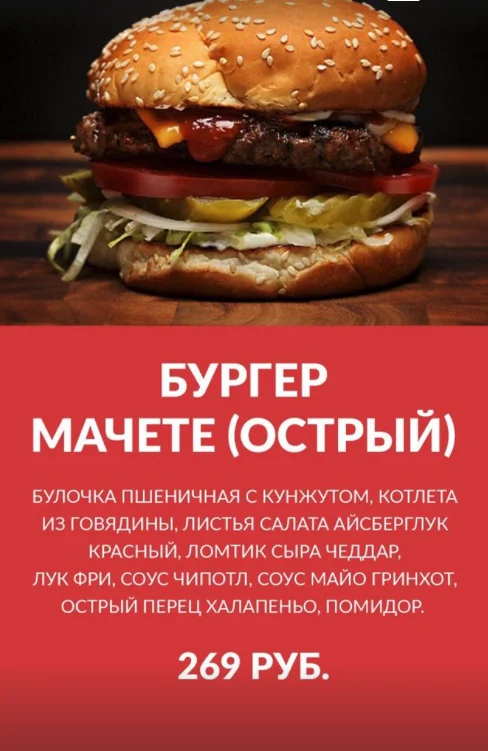 БУРГЕР
МАЧЕТЕ (ОСТРЫЙ)
БУЛОЧКА ПШЕНИЧНАЯ С КУНЖУТОМ, КОТЛЕТА
ИЗ ГОВЯДИНЫ, ЛИСТЬЯ САЛАТА АЙСБЕРГЛУК
КРАСНЫЙ, ЛОМТИК СЫРА ЧЕДДАР,
ЛУК ФРИ, СОУС ЧИПОТЛ, СОУС МАЙО ГРИНХОТ,
ОСТРЫЙ ПЕРЕЦ ХАЛАПЕНЬО, ПОМИДОР.
269 РУБ.